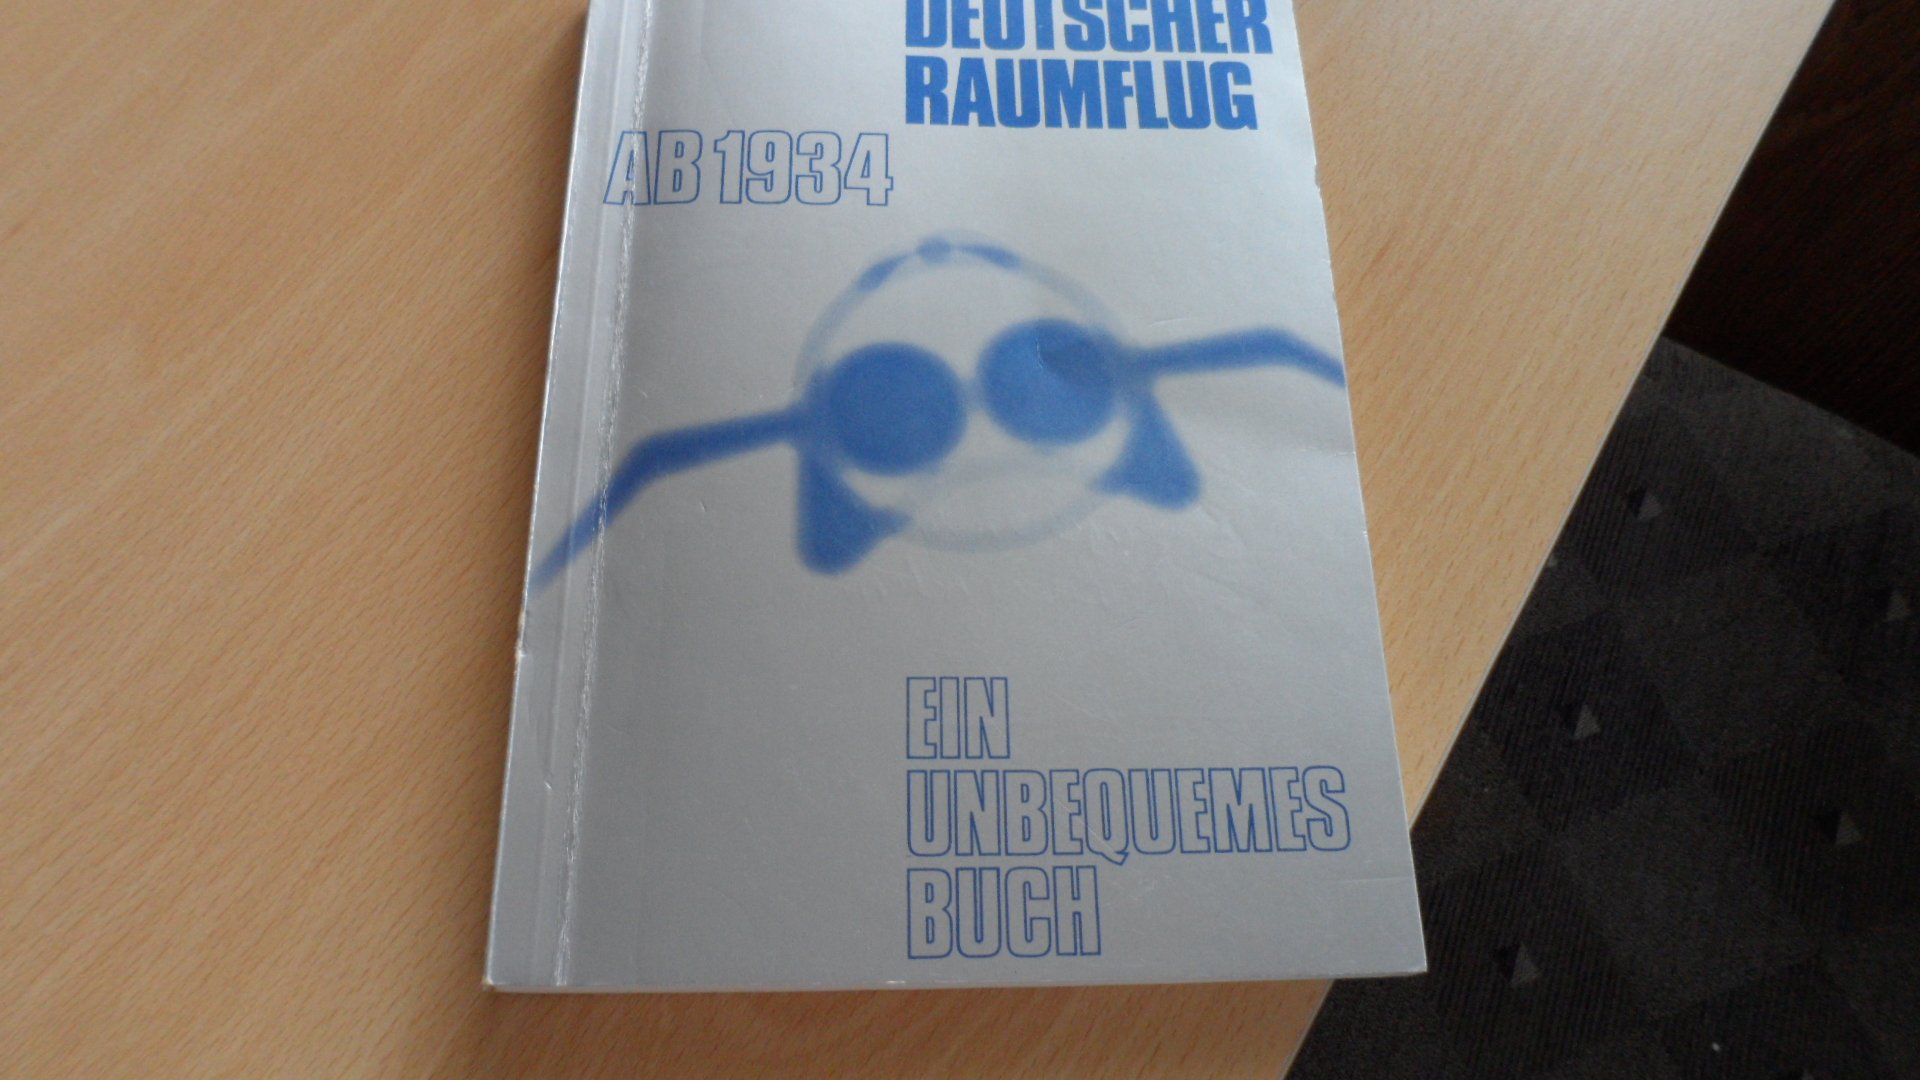 DEUTSCHER
RAUMFLUG
AB 1934
EIN
UNBEQUEMES
BUCH